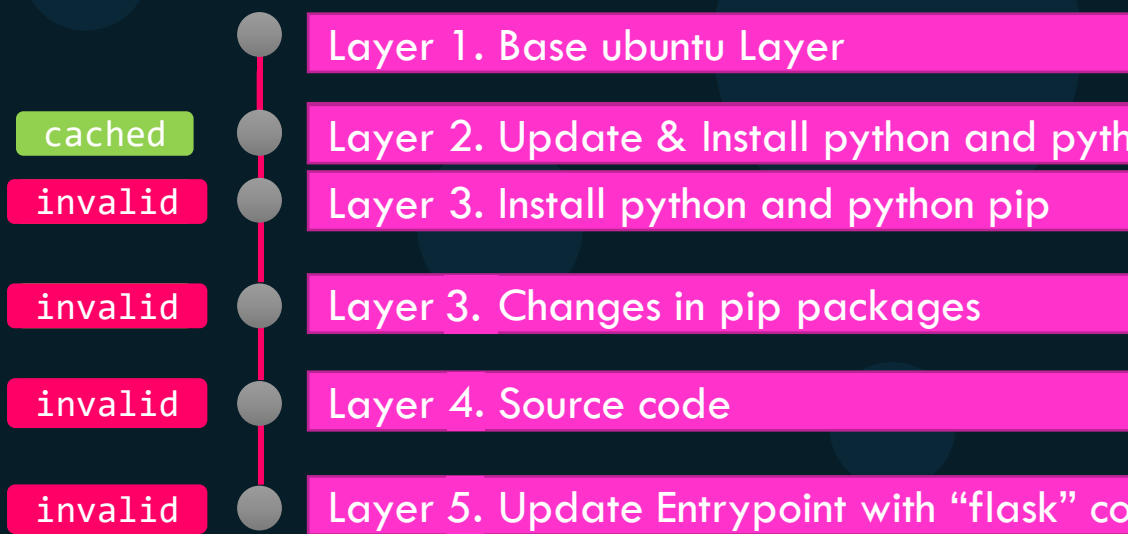 Layer 1. Base ubuntu Layer
cached
Layer 2. Update & Install python and
invalid
Layer 3. Install python and python pip
invalid
Layer 3. Changes in pip packages
invalid
Layer 4. Source code
invalid
Layer 5. Update Entrypoint with “flask”